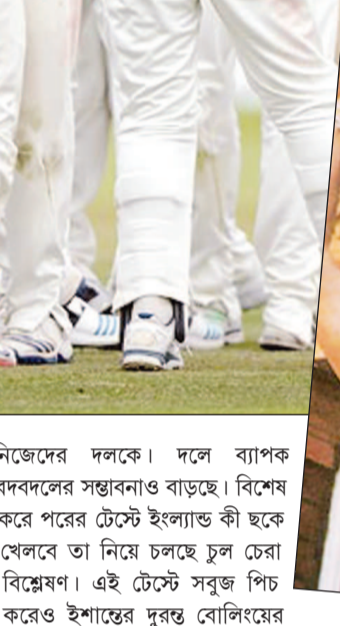 নিজেদের দলকে। দলে ব্যাপক
রদবদলের সম্ভাবনাও বাড়ছে। বিশেষ
করে পরের টেস্টে ইংল্যান্ড কী ছকে
খেলবে তা নিয়ে চলছে চুল চেরা
বিশ্লেষণ। এই টেস্টে সবুজ পিচ
করেও ইশান্তের দুরন্ত বোলিংয়ের